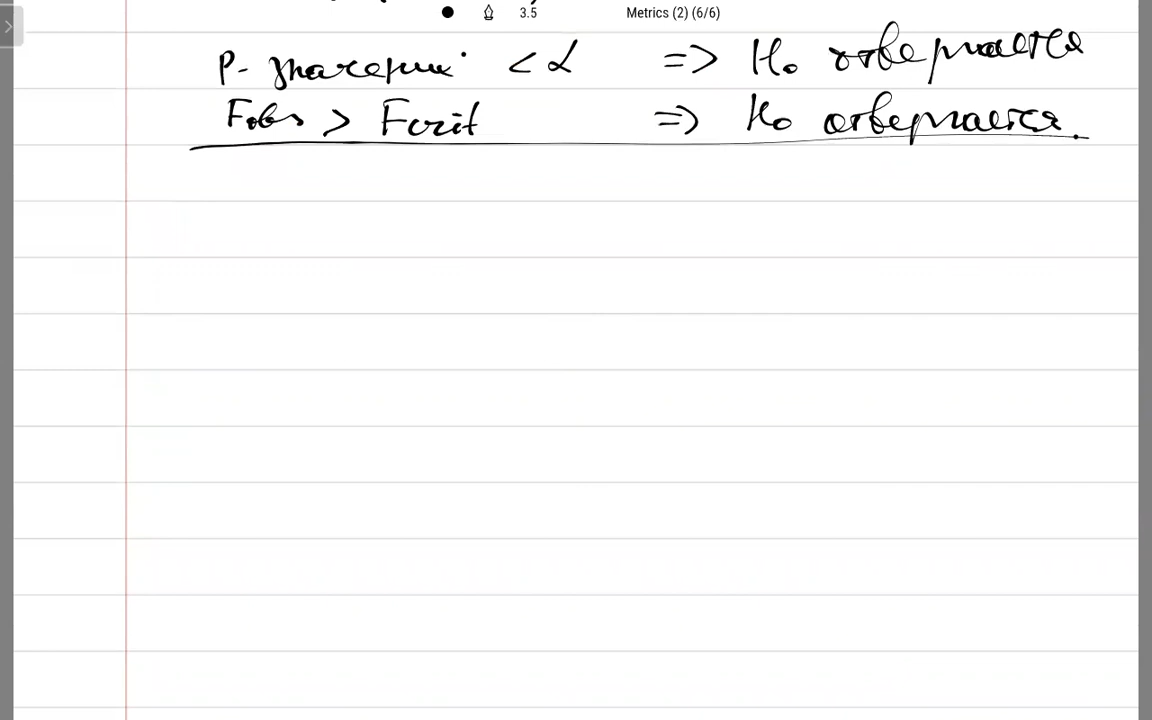 3.5 Metrics (2) (6/6)
P-значение < α => H₀ отвергается
Fobs > Fcrit => H₀ отвергается.